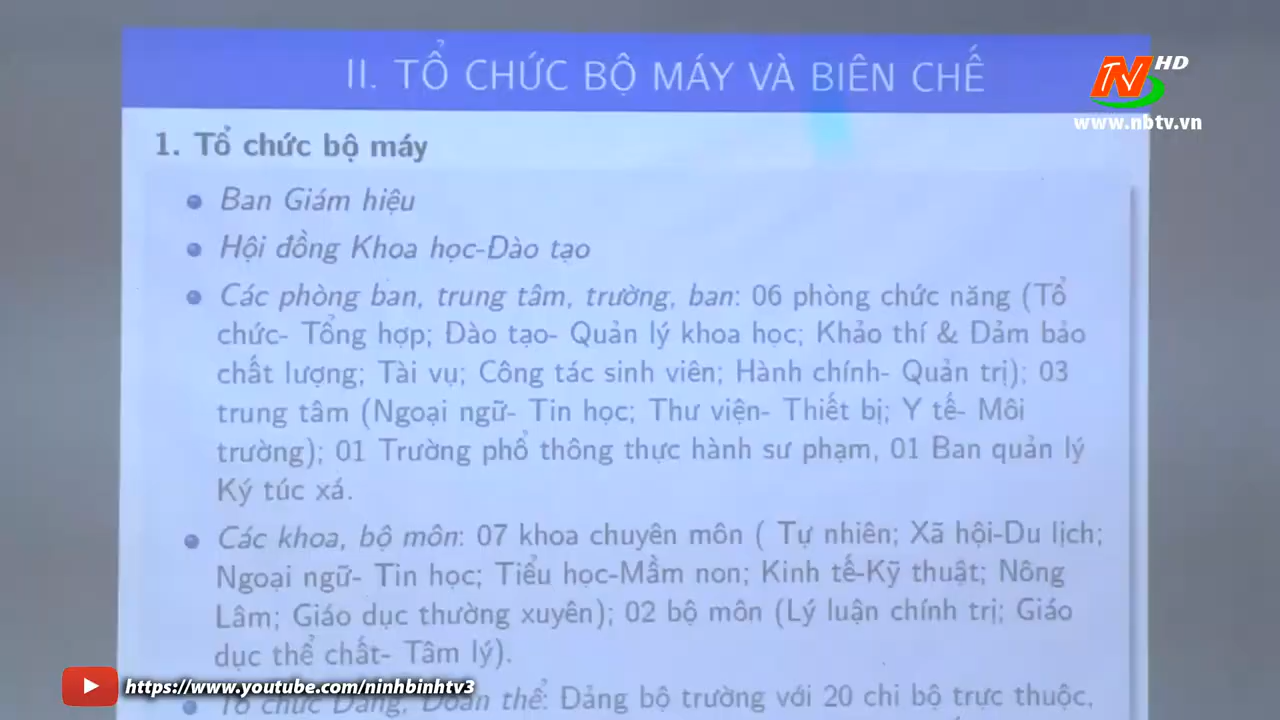 II. TỔ CHỨC BỘ MÁY VÀ BIÊN CHẾ
TV HD
www.nbtv.vn
1. Tổ chức bộ máy
Ban Giám hiệu
Hội đồng Khoa học-Đào tạo
Các phòng ban, trung tâm, trường, ban: 06 phòng chức năng (Tổ
chức- Tổng hợp; Đào tạo- Quản lý khoa học; Khảo thí & Đảm bảo
chất lượng; Tài vụ; Công tác sinh viên; Hành chính- Quản trị); 03
trung tâm (Ngoại ngữ- Tin học; Thư viện- Thiết bị; Y tế- Môi
trường); 01 Trường phổ thông thực hành sư phạm, 01 Ban quản lý
Ký túc xá.
Các khoa, bộ môn: 07 khoa chuyên môn ( Tự nhiên; Xã hội-Du lịch;
Ngoại ngữ- Tin học; Tiểu học-Mầm non; Kinh tế-Kỹ thuật; Nông
Lâm; Giáo dục thường xuyên); 02 bộ môn (Lý luận chính trị; Giáo
dục thể chất- Tâm lý).
Tổ chức Đảng, Đoàn thể: Đảng bộ trường với 20 chi bộ trực thuộc,
https://www.youtube.com/ninhbinhtv3